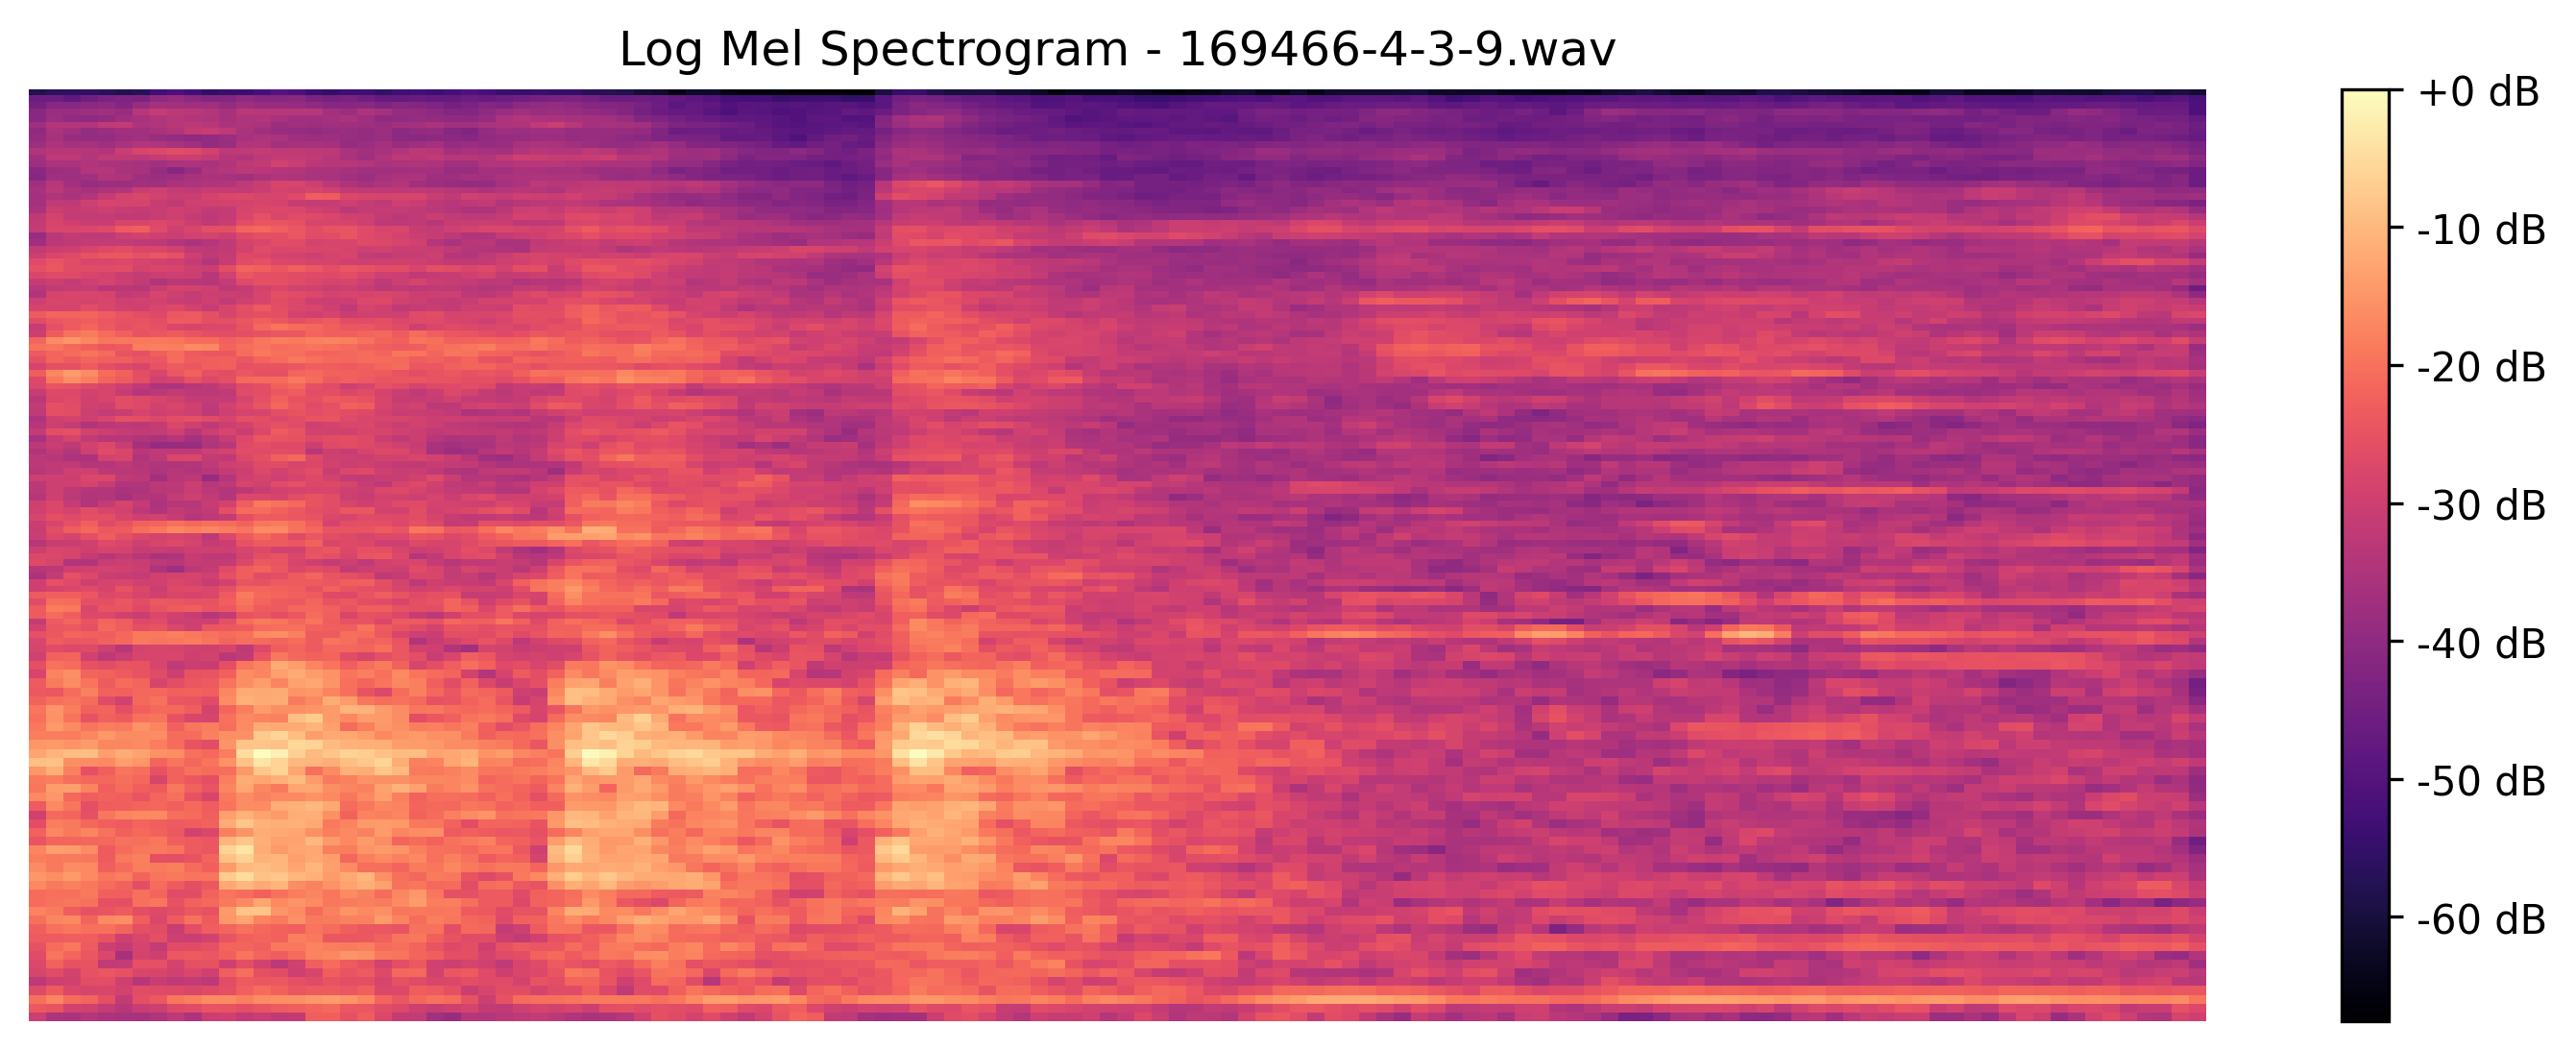 Log Mel Spectrogram - 169466-4-3-9.wav
+0 dB
-10 dB
-20 dB
-30 dB
-40 dB
-50 dB
-60 dB